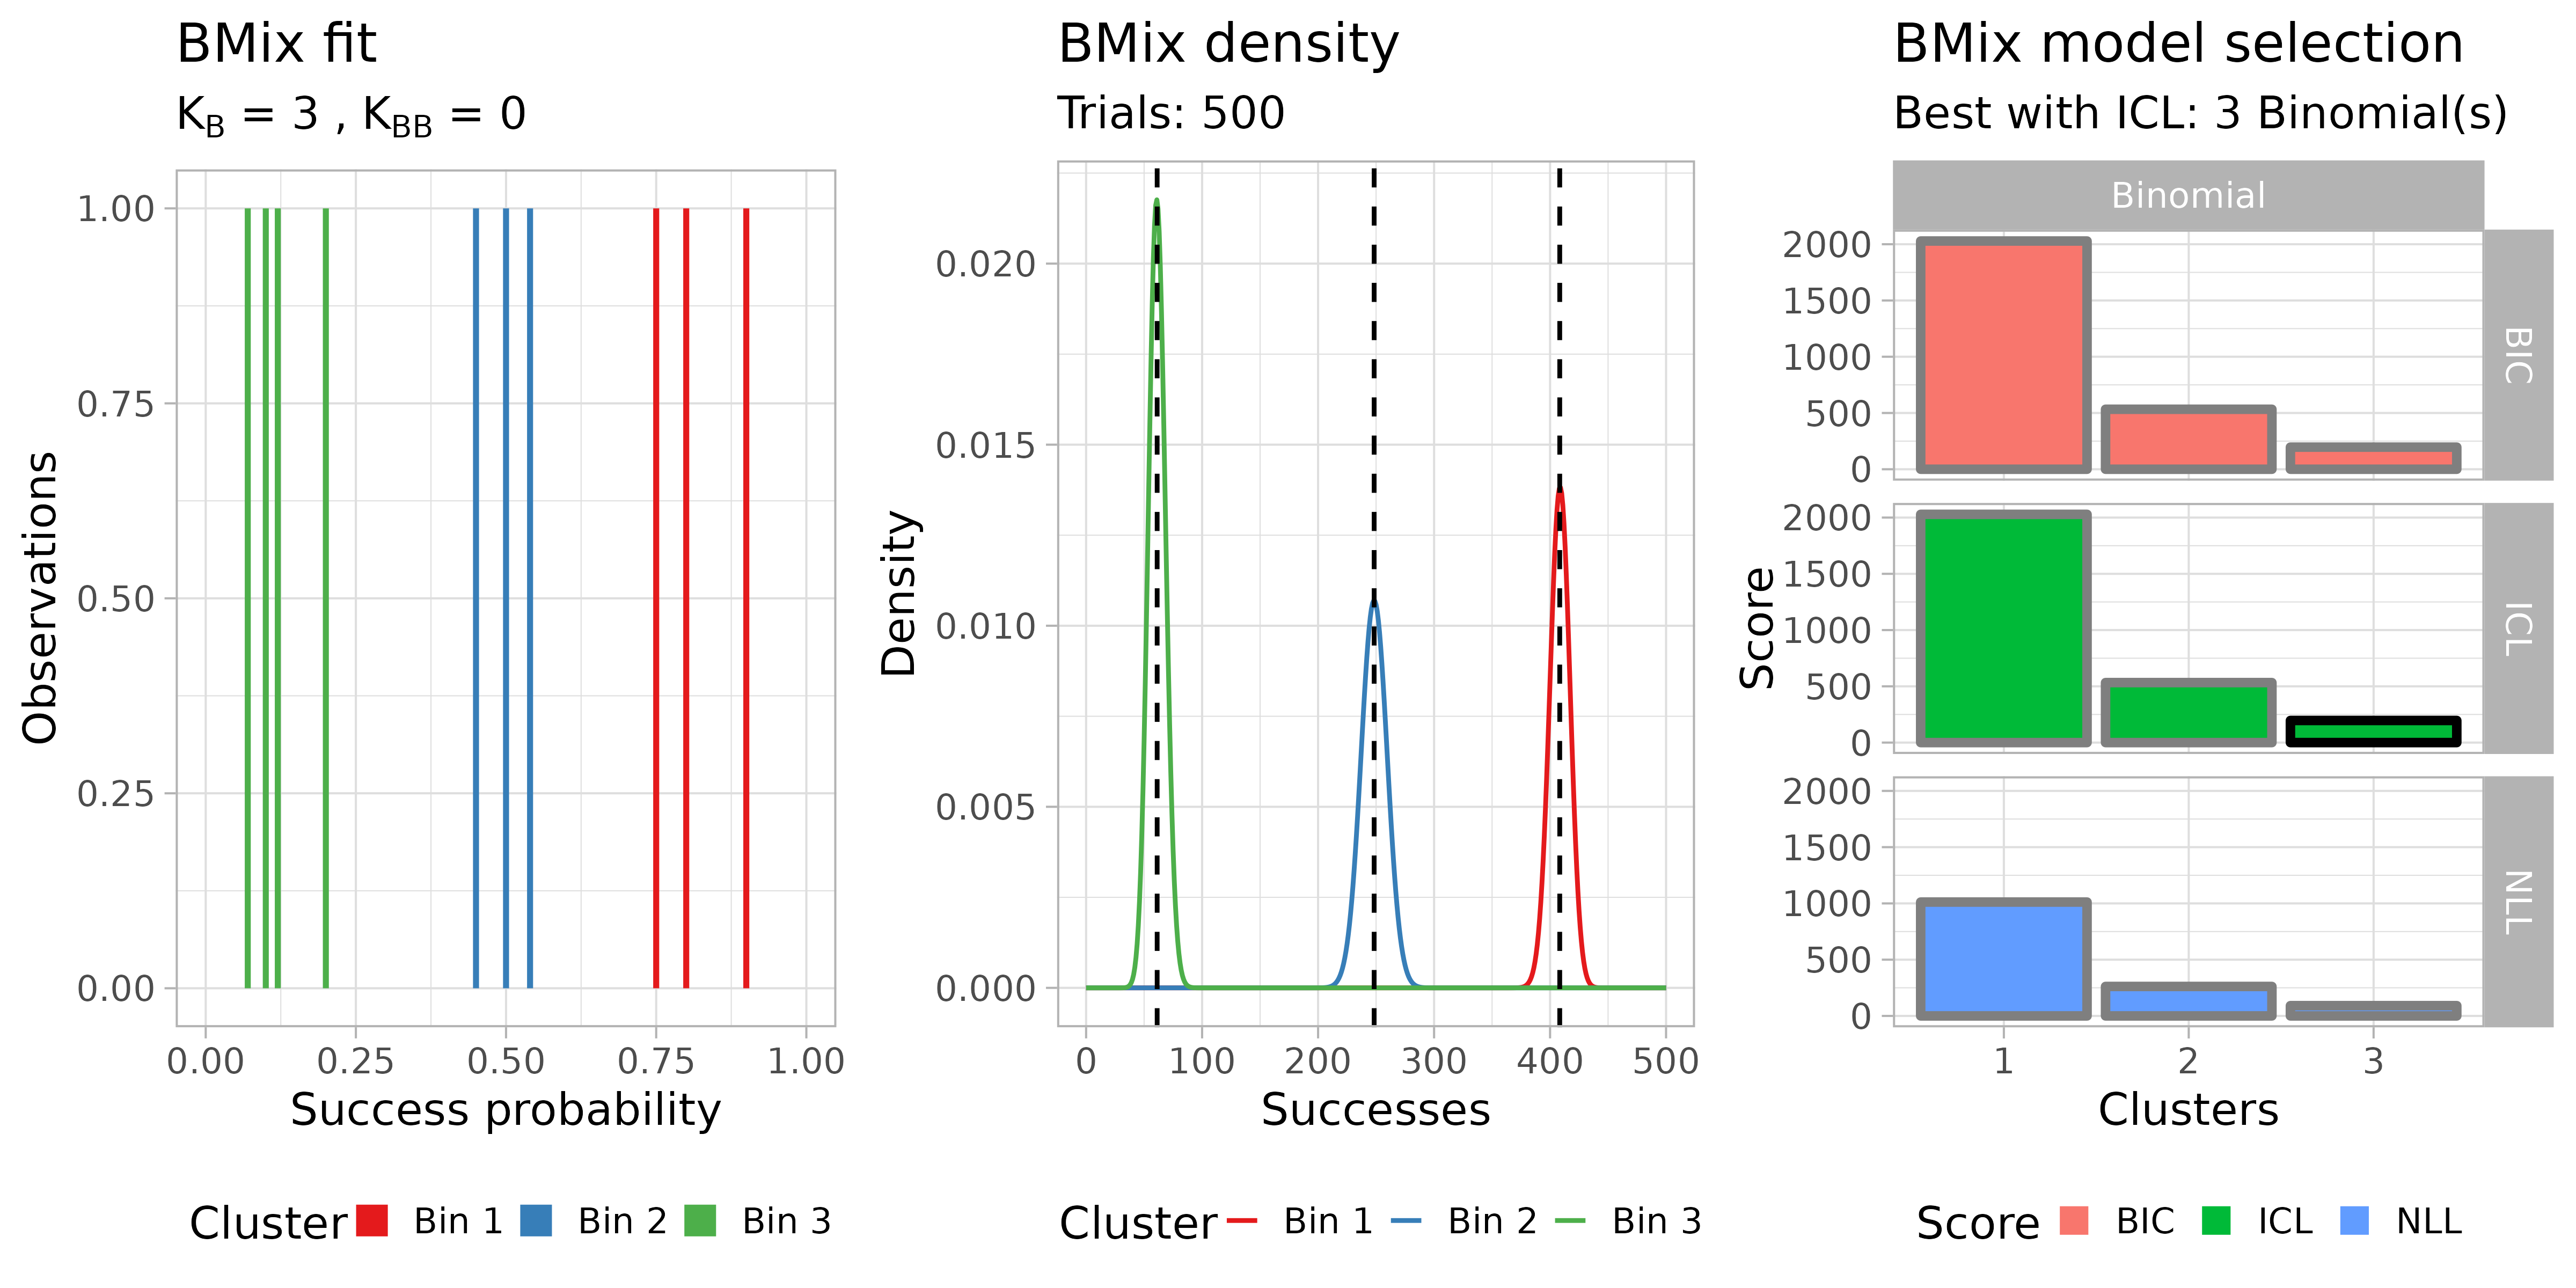 BMix fit
K_B = 3 , K_BB = 0
Observations
1.00
0.75
0.50
0.25
0.00
0.00 0.25 0.50 0.75 1.00
Success probability
Cluster Bin 1 Bin 2 Bin 3
BMix density
Trials: 500
Density
0.020
0.015
0.010
0.005
0.000
0 100 200 300 400 500
Successes
Cluster Bin 1 Bin 2 Bin 3
BMix model selection
Best with ICL: 3 Binomial(s)
Binomial
Score
2000
1500
1000
500
0
BIC
2000
1500
1000
500
0
ICL
2000
1500
1000
500
0
NLL
1 2 3
Clusters
Score BIC ICL NLL